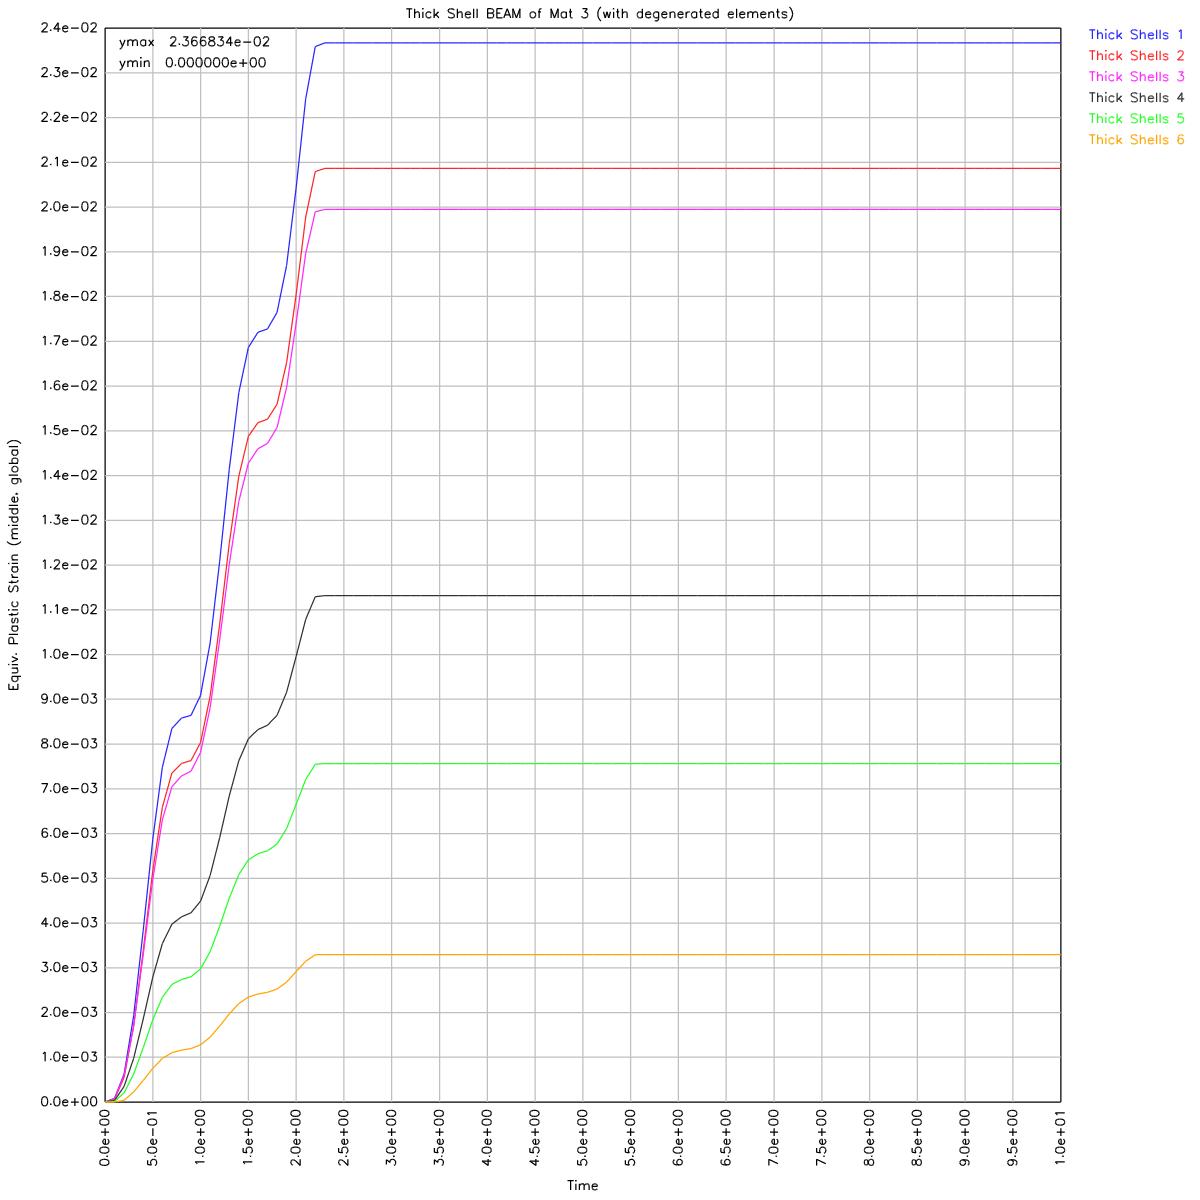 Thick Shell BEAM of Mat 3 (with degenerated elements)
ymax 2.366834e-02
ymin 0.000000e+00
Thick Shells 1
Thick Shells 2
Thick Shells 3
Thick Shells 4
Thick Shells 5
Thick Shells 6
Equiv. Plastic Strain (middle, global)
2.4e-02
2.3e-02
2.2e-02
2.1e-02
2.0e-02
1.9e-02
1.8e-02
1.7e-02
1.6e-02
1.5e-02
1.4e-02
1.3e-02
1.2e-02
1.1e-02
1.0e-02
9.0e-03
8.0e-03
7.0e-03
6.0e-03
5.0e-03
4.0e-03
3.0e-03
2.0e-03
1.0e-03
0.0e+00
0.0e+00
5.0e-01
1.0e+00
1.5e+00
2.0e+00
2.5e+00
3.0e+00
3.5e+00
4.0e+00
4.5e+00
5.0e+00
5.5e+00
6.0e+00
6.5e+00
7.0e+00
7.5e+00
8.0e+00
8.5e+00
9.0e+00
9.5e+00
1.0e+01
Time